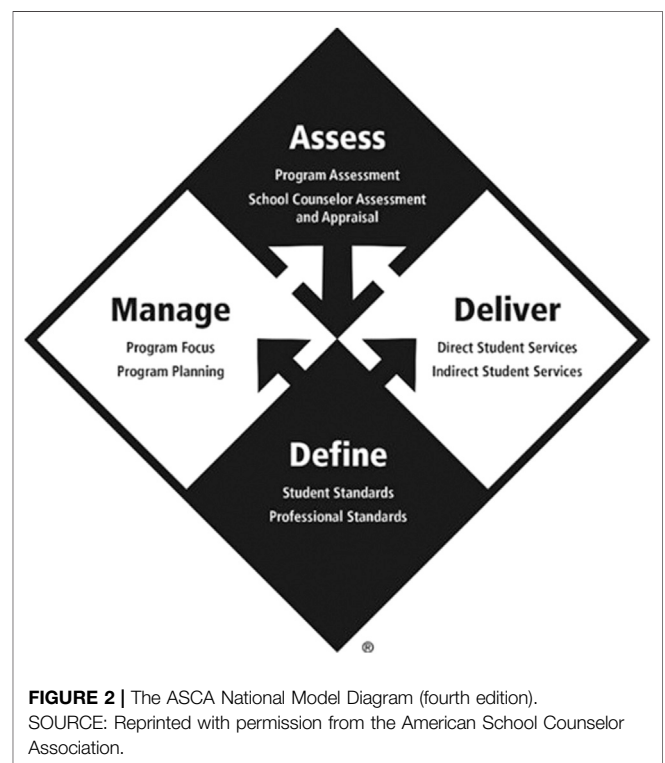 Assess
Program Assessment
School Counselor Assessment
and Appraisal
Manage
Program Focus
Program Planning
Deliver
Direct Student Services
Indirect Student Services
Define
Student Standards
Professional Standards
®
FIGURE 2 | The ASCA National Model Diagram (fourth edition).
SOURCE: Reprinted with permission from the American School Counselor
Association.